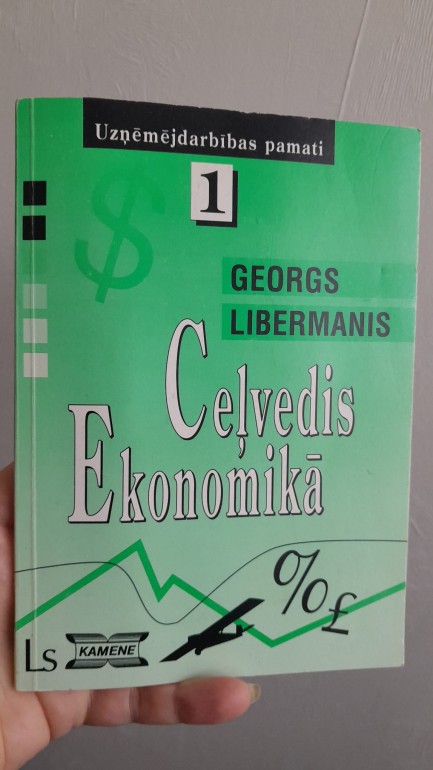 Uzņēmējdarbības pamati
1
$
GEORGS
LIBERMANIS
Ceļvedis
Ekonomikā
%
£
Ls
KAMENE